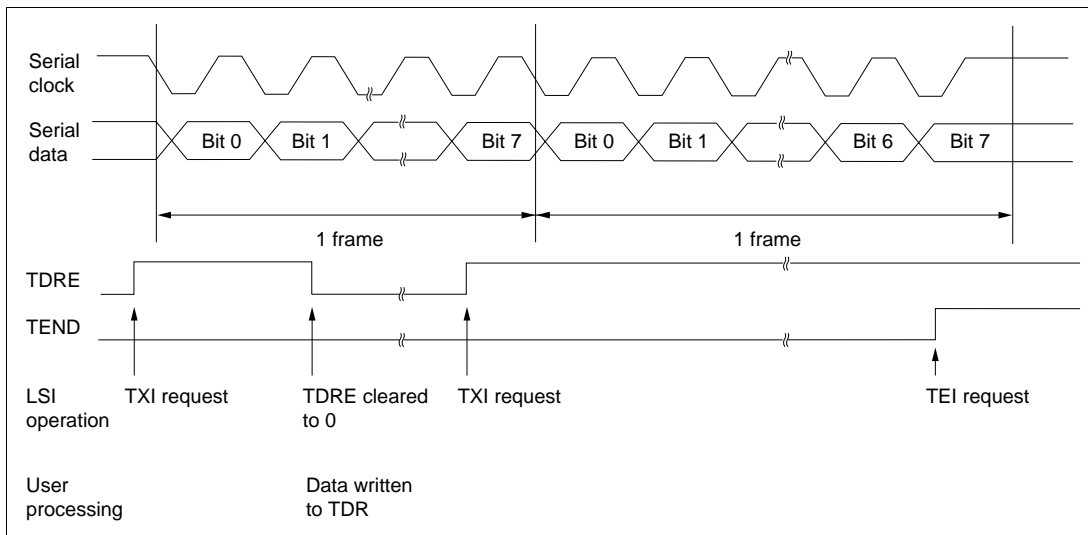 Serial
clock
Serial
data
Bit 0
Bit 1
Bit 7
Bit 0
Bit 1
Bit 6
Bit 7
1 frame
1 frame
TDRE
TEND
LSI
operation
TXI request
TDRE cleared
to 0
TXI request
TEI request
User
processing
Data written
to TDR